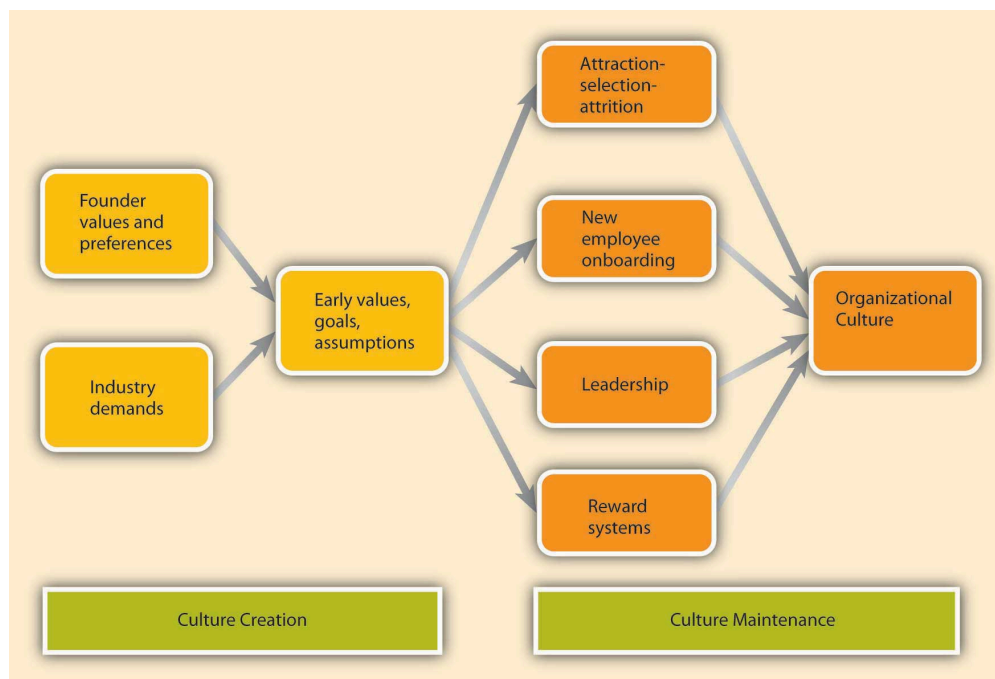 Founder
values and
preferences
Industry
demands
Early values,
goals,
assumptions
Attraction-
selection-
attrition
New
employee
onboarding
Leadership
Reward
systems
Organizational
Culture
Culture Creation
Culture Maintenance